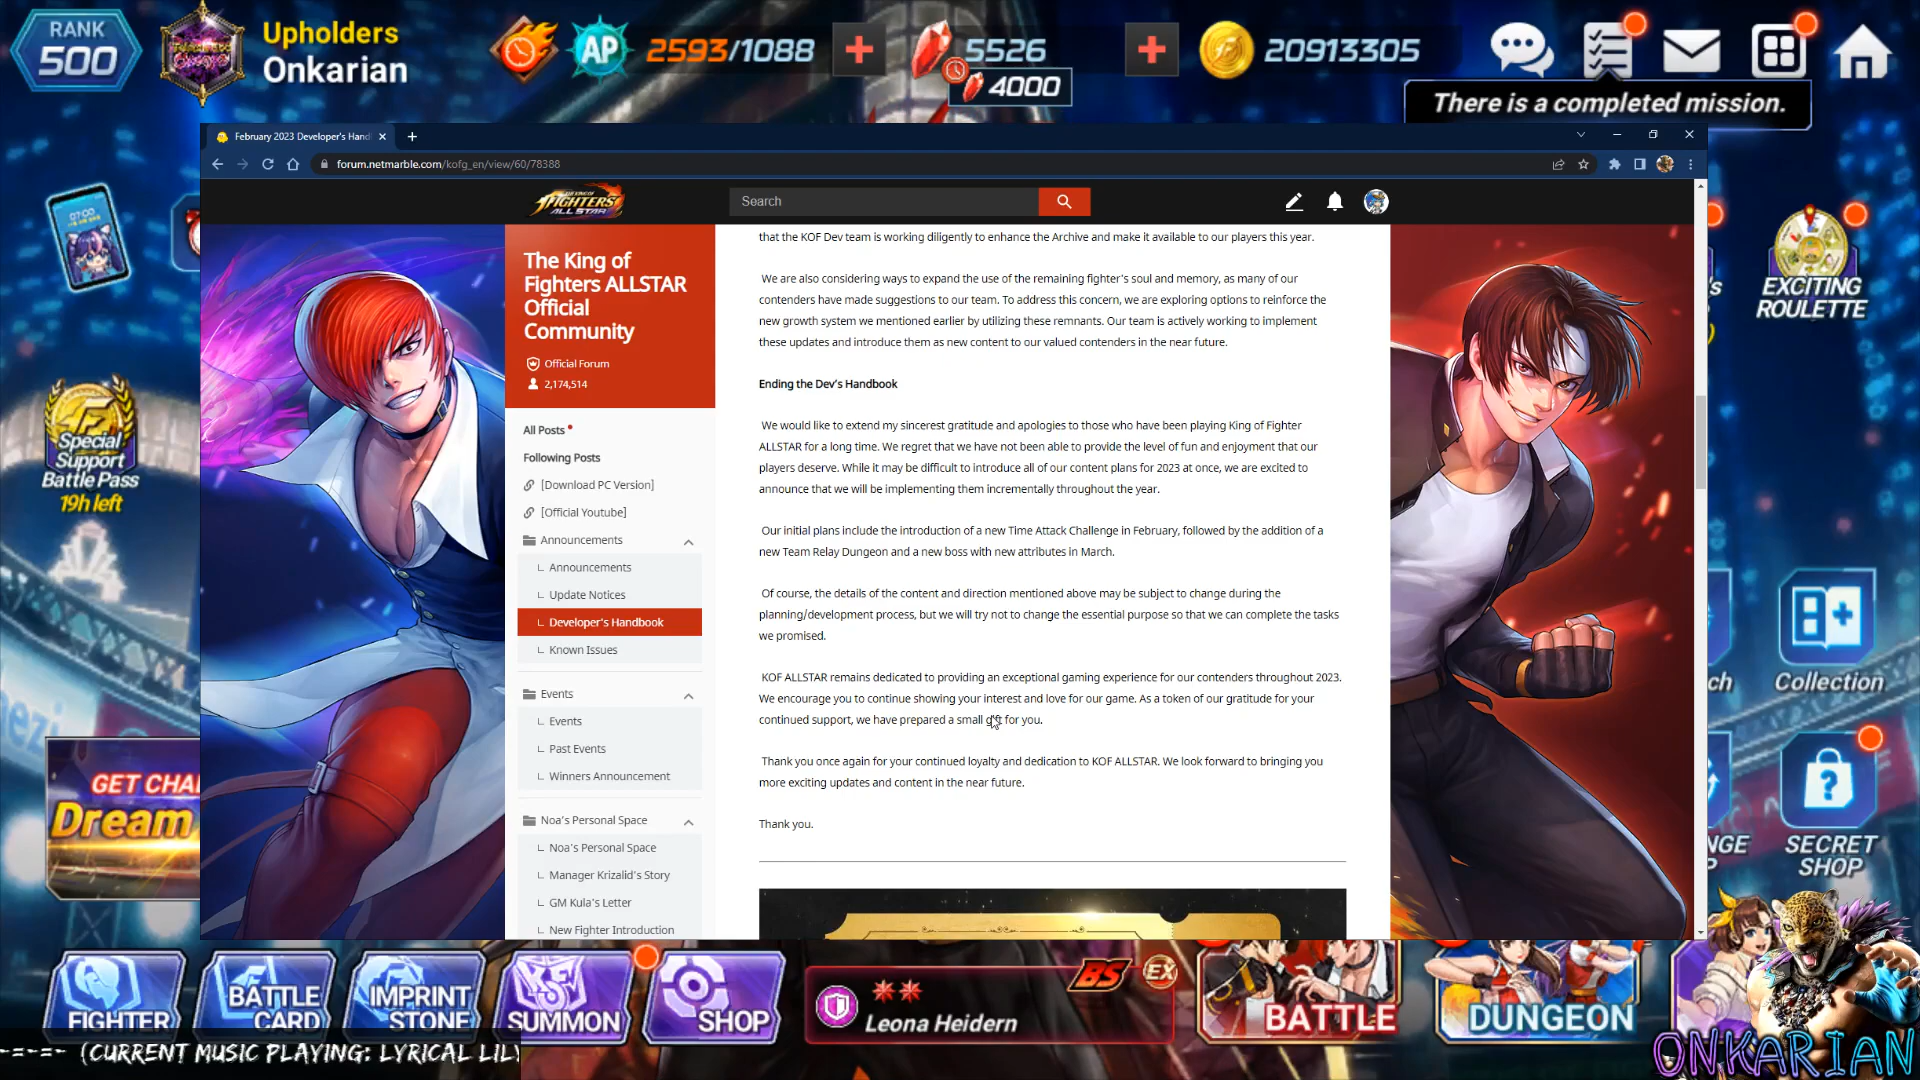 RANK
500
Upholders
Onkarian
AP
2593/1088
5526
4000
20913305
There is a completed mission.
February 2023 Developer's Hand
forum.netmarble.com/kofg_en/view/60/78388
FIGHTERS
ALLSTAR
Search
The King of
Fighters ALLSTAR
Official
Community
Official Forum
2,174,514
All Posts
Following Posts
[Download PC Version]
[Official Youtube]
Announcements
Announcements
Update Notices
Developer's Handbook
Known Issues
Events
Events
Past Events
Winners Announcement
Noa's Personal Space
Noa's Personal Space
Manager Krizalid's Story
GM Kula's Letter
New Fighter Introduction
that the KOF Dev team is working diligently to enhance the Archive and make it available to our players this year.
We are also considering ways to expand the use of the remaining fighter's soul and memory, as many of our
contenders have made suggestions to our team. To address this concern, we are exploring options to reinforce the
new growth system we mentioned earlier by utilizing these remnants. Our team is actively working to implement
these updates and introduce them as new content to our valued contenders in the near future.
Ending the Dev's Handbook
We would like to extend my sincerest gratitude and apologies to those who have been playing King of Fighter
ALLSTAR for a long time. We regret that we have not been able to provide the level of fun and enjoyment that our
players deserve. While it may be difficult to introduce all of our content plans for 2023 at once, we are excited to
announce that we will be implementing them incrementally throughout the year.
Our initial plans include the introduction of a new Time Attack Challenge in February, followed by the addition of a
new Team Relay Dungeon and a new boss with new attributes in March.
Of course, the details of the content and direction mentioned above may be subject to change during the
planning/development process, but we will try not to change the essential purpose so that we can complete the tasks
we promised.
KOF ALLSTAR remains dedicated to providing an exceptional gaming experience for our contenders throughout 2023.
We encourage you to continue showing your interest and love for our game. As a token of our gratitude for your
continued support, we have prepared a small gift for you.
Thank you once again for your continued loyalty and dedication to KOF ALLSTAR. We look forward to bringing you
more exciting updates and content in the near future.
Thank you.
07:00
Special
Support
Battle Pass
19h left
GET CHA
Dream
EXCITING
ROULETTE
's
ch
Collection
NGE
P
SECRET
SHOP
FIGHTER
BATTLE
CARD
IMPRINT
STONE
SUMMON
SHOP
BS
EX
Leona Heidern
BATTLE
DUNGEON
-=-=- (CURRENT MUSIC PLAYING: LYRICAL LILY
ONKARIAN